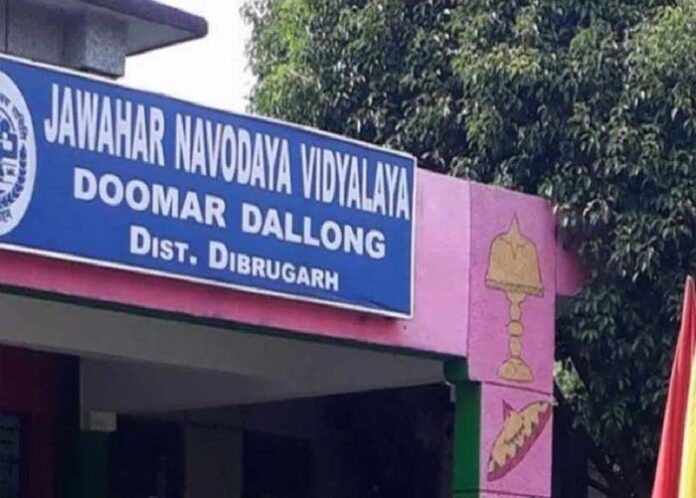 JAWAHAR NAVODAYA VIDYALAYA
DOOMAR DALLONG
DIST. DIBRUGARH